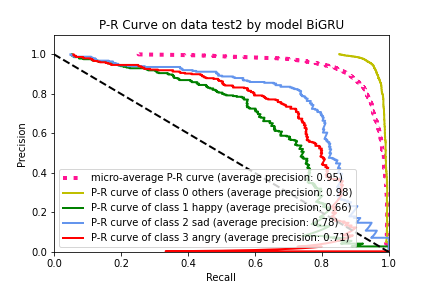 P-R Curve on data test2 by model BiGRU
1.0
0.8
0.6
0.4
0.2
0.0
Precision
micro-average P-R curve (average precision: 0.95)
P-R curve of class 0 others (average precision: 0.98)
P-R curve of class 1 happy (average precision: 0.66)
P-R curve of class 2 sad (average precision: 0.78)
P-R curve of class 3 angry (average precision: 0.71)
0.0 0.2 0.4 0.6 0.8 1.0
Recall